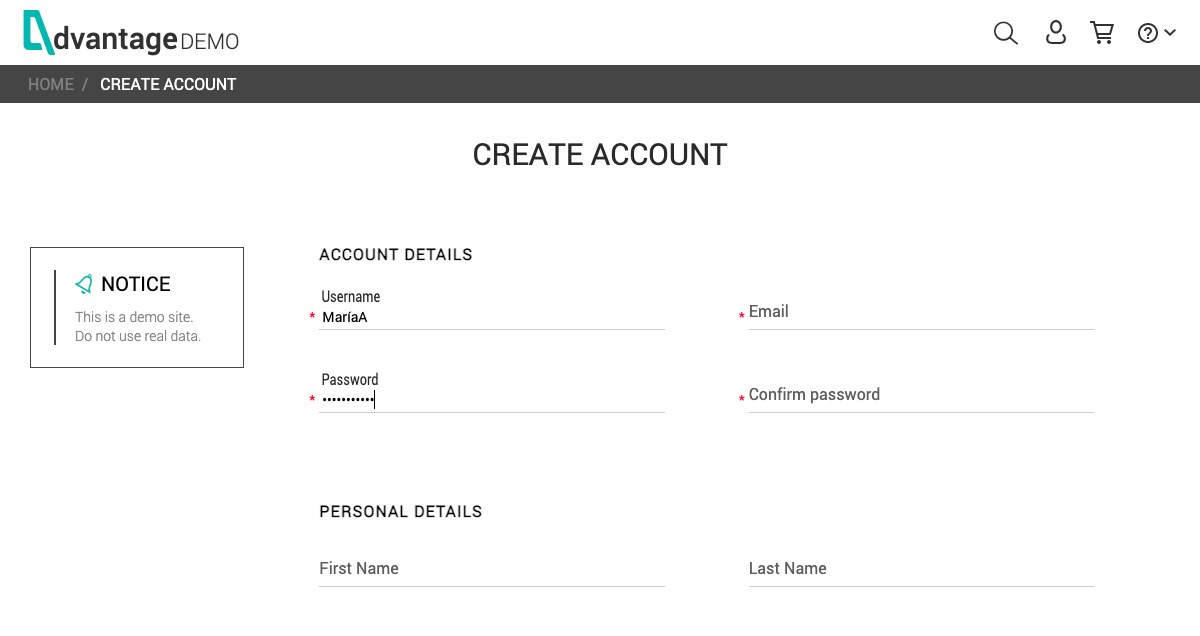 dvantage DEMO
HOME / CREATE ACCOUNT
CREATE ACCOUNT
NOTICE
This is a demo site.
Do not use real data.
ACCOUNT DETAILS
Username
* MaríaA
* Email
Password
* •••••••••••
* Confirm password
PERSONAL DETAILS
First Name
Last Name